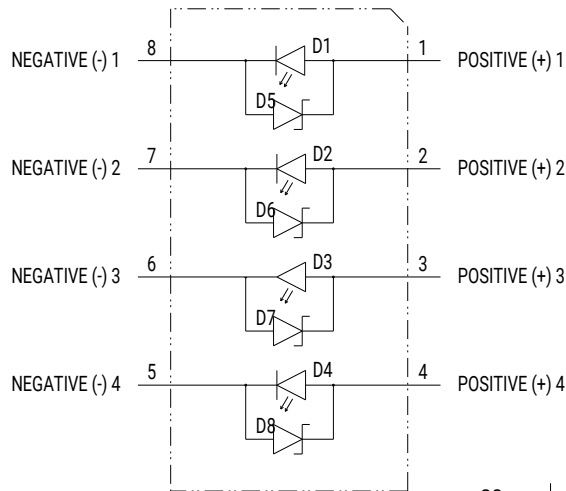 NEGATIVE (-) 1 8 D1 1 POSITIVE (+) 1
D5
NEGATIVE (-) 2 7 D2 2 POSITIVE (+) 2
D6
NEGATIVE (-) 3 6 D3 3 POSITIVE (+) 3
D7
NEGATIVE (-) 4 5 D4 4 POSITIVE (+) 4
D8